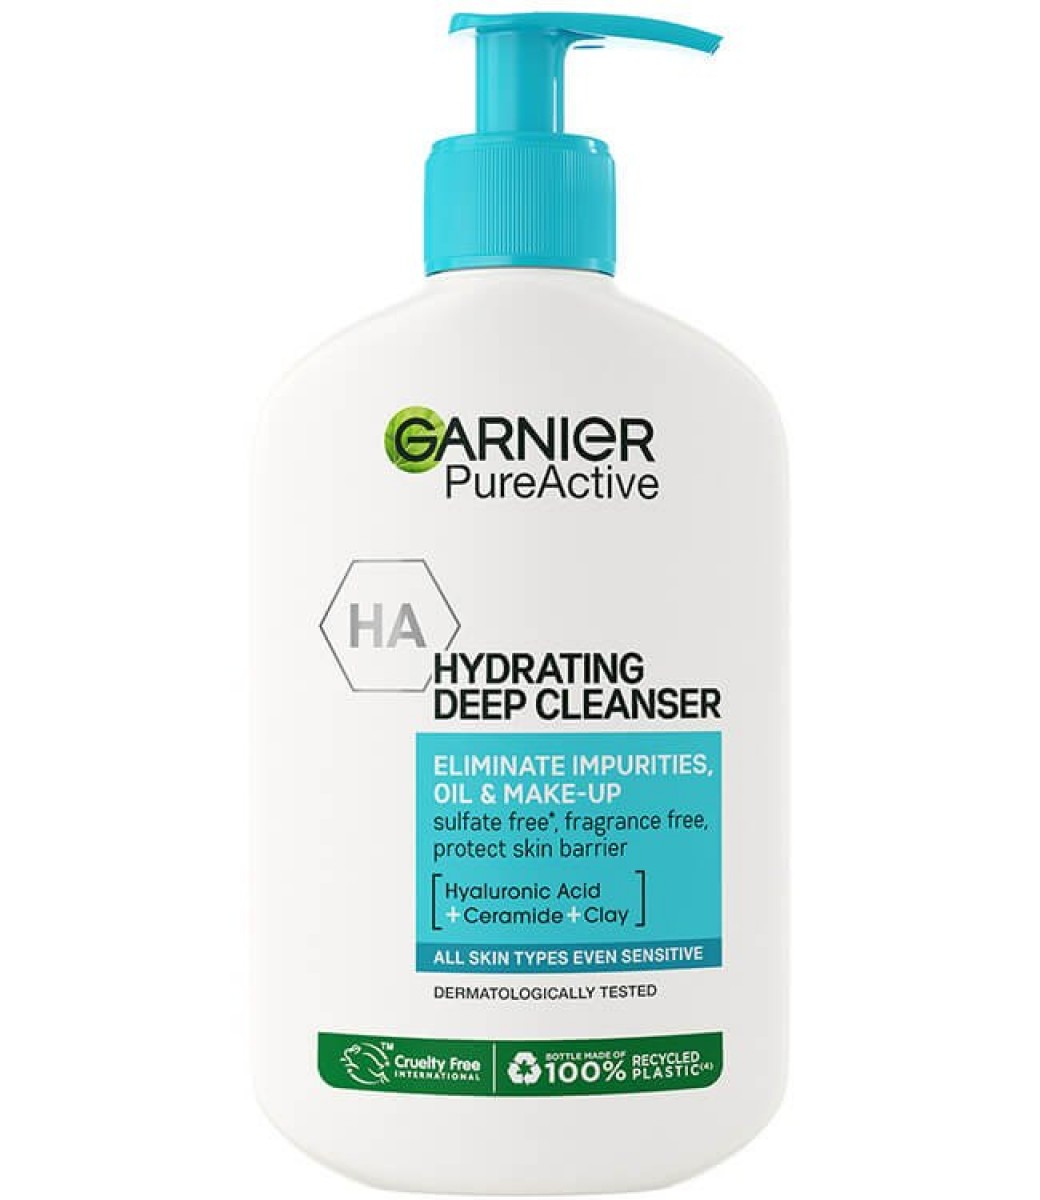 GARNIER
PureActive
HA
HYDRATING
DEEP CLEANSER
ELIMINATE IMPURITIES,
OIL & MAKE-UP
sulfate free*, fragrance free,
protect skin barrier
[Hyaluronic Acid
+Ceramide+Clay]
ALL SKIN TYPES EVEN SENSITIVE
DERMATOLOGICALLY TESTED
TM
Cruelty Free
INTERNATIONAL
BOTTLE MADE OF
100% RECYCLED
PLASTIC(4)